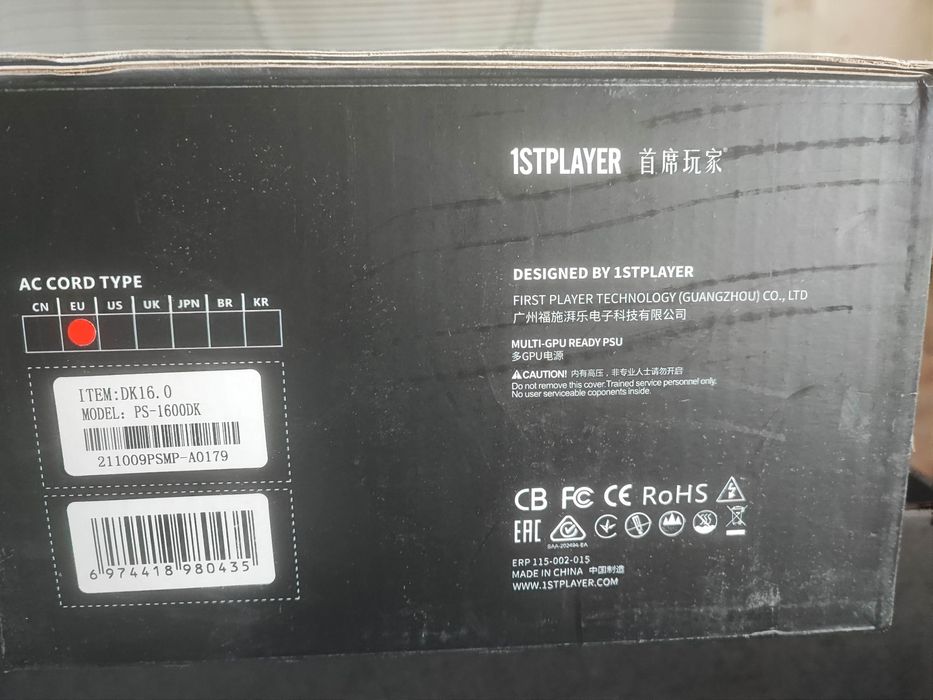 1STPLAYER 首席玩家
AC CORD TYPE
CN EU US UK JPN BR KR
ITEM:DK16.0
MODEL: PS-1600DK
211009PSMP-A0179
6 974418 980435
DESIGNED BY 1STPLAYER
FIRST PLAYER TECHNOLOGY (GUANGZHOU) CO., LTD
广州福施湃乐电子科技有限公司
MULTI-GPU READY PSU
多GPU电源
CAUTION! 内有高压，非专业人士请勿开启
Do not remove this cover.Trained service personnel only.
No user serviceable coponents inside.
CB FC CE RoHS
EAC
SAA-202494-EA
ERP 115-002-015
MADE IN CHINA 中国制造
WWW.1STPLAYER.COM